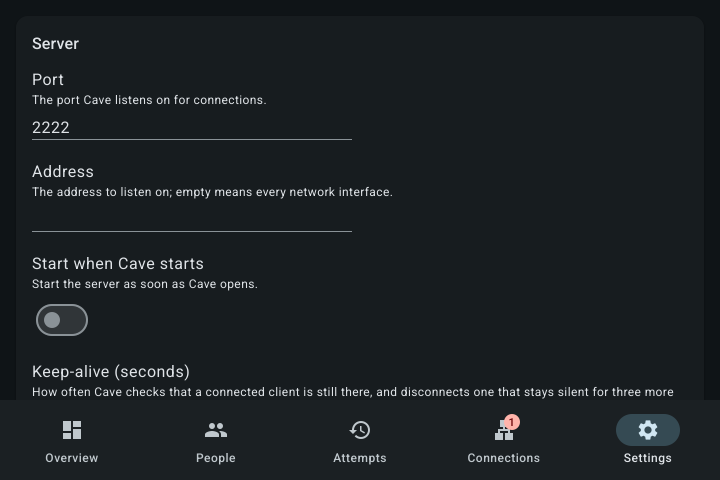 Server
Port
The port Cave listens on for connections.
2222
Address
The address to listen on; empty means every network interface.
Start when Cave starts
Start the server as soon as Cave opens.
Keep-alive (seconds)
How often Cave checks that a connected client is still there, and disconnects one that stays silent for three more
1
Overview
People
Attempts
Connections
Settings